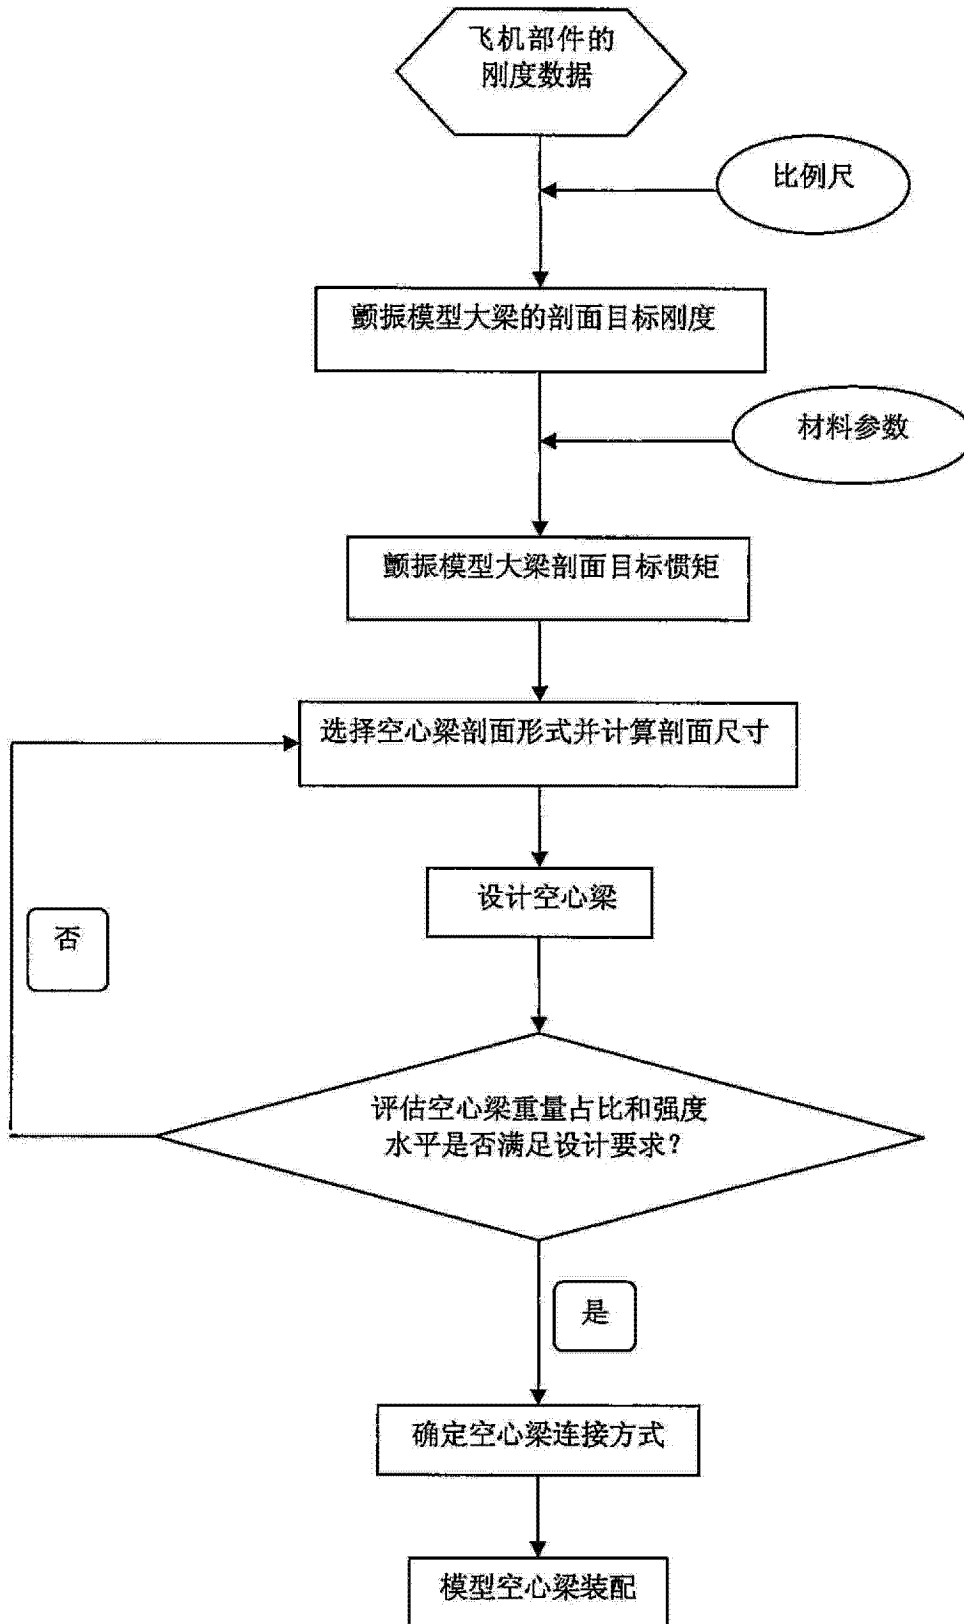 飞机部件的
刚度数据
比例尺
颤振模型大梁的剖面目标刚度
材料参数
颤振模型大梁剖面目标惯矩
选择空心梁剖面形式并计算剖面尺寸
设计空心梁
否
评估空心梁重量占比和强度
水平是否满足设计要求？
是
确定空心梁连接方式
模型空心梁装配